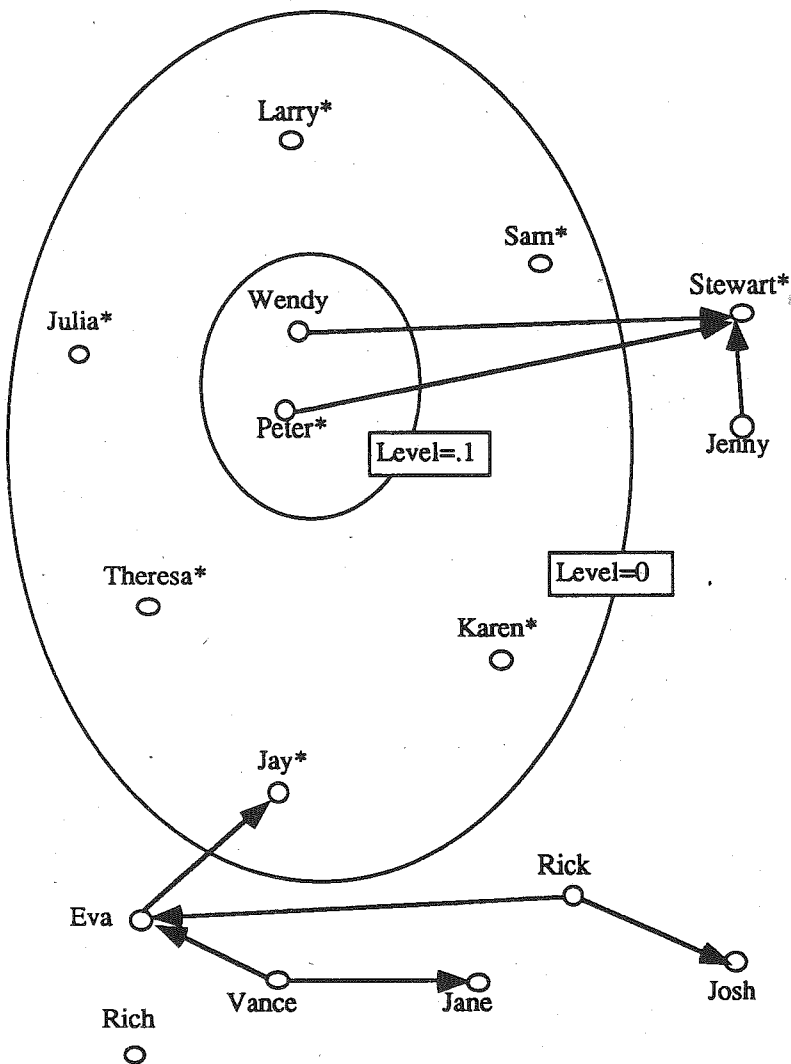 Larry*
Sam*
Stewart*
Wendy
Julia*
Peter*
Jenny
Level=.1
Level=0
Theresa*
Karen*
Jay*
Rick
Eva
Vance
Jane
Josh
Rich